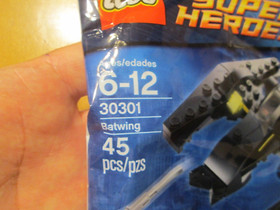 LEGO
SUPER
HEROES
Ages/edades
6-12
30301
Batwing
45
pcs/pzs